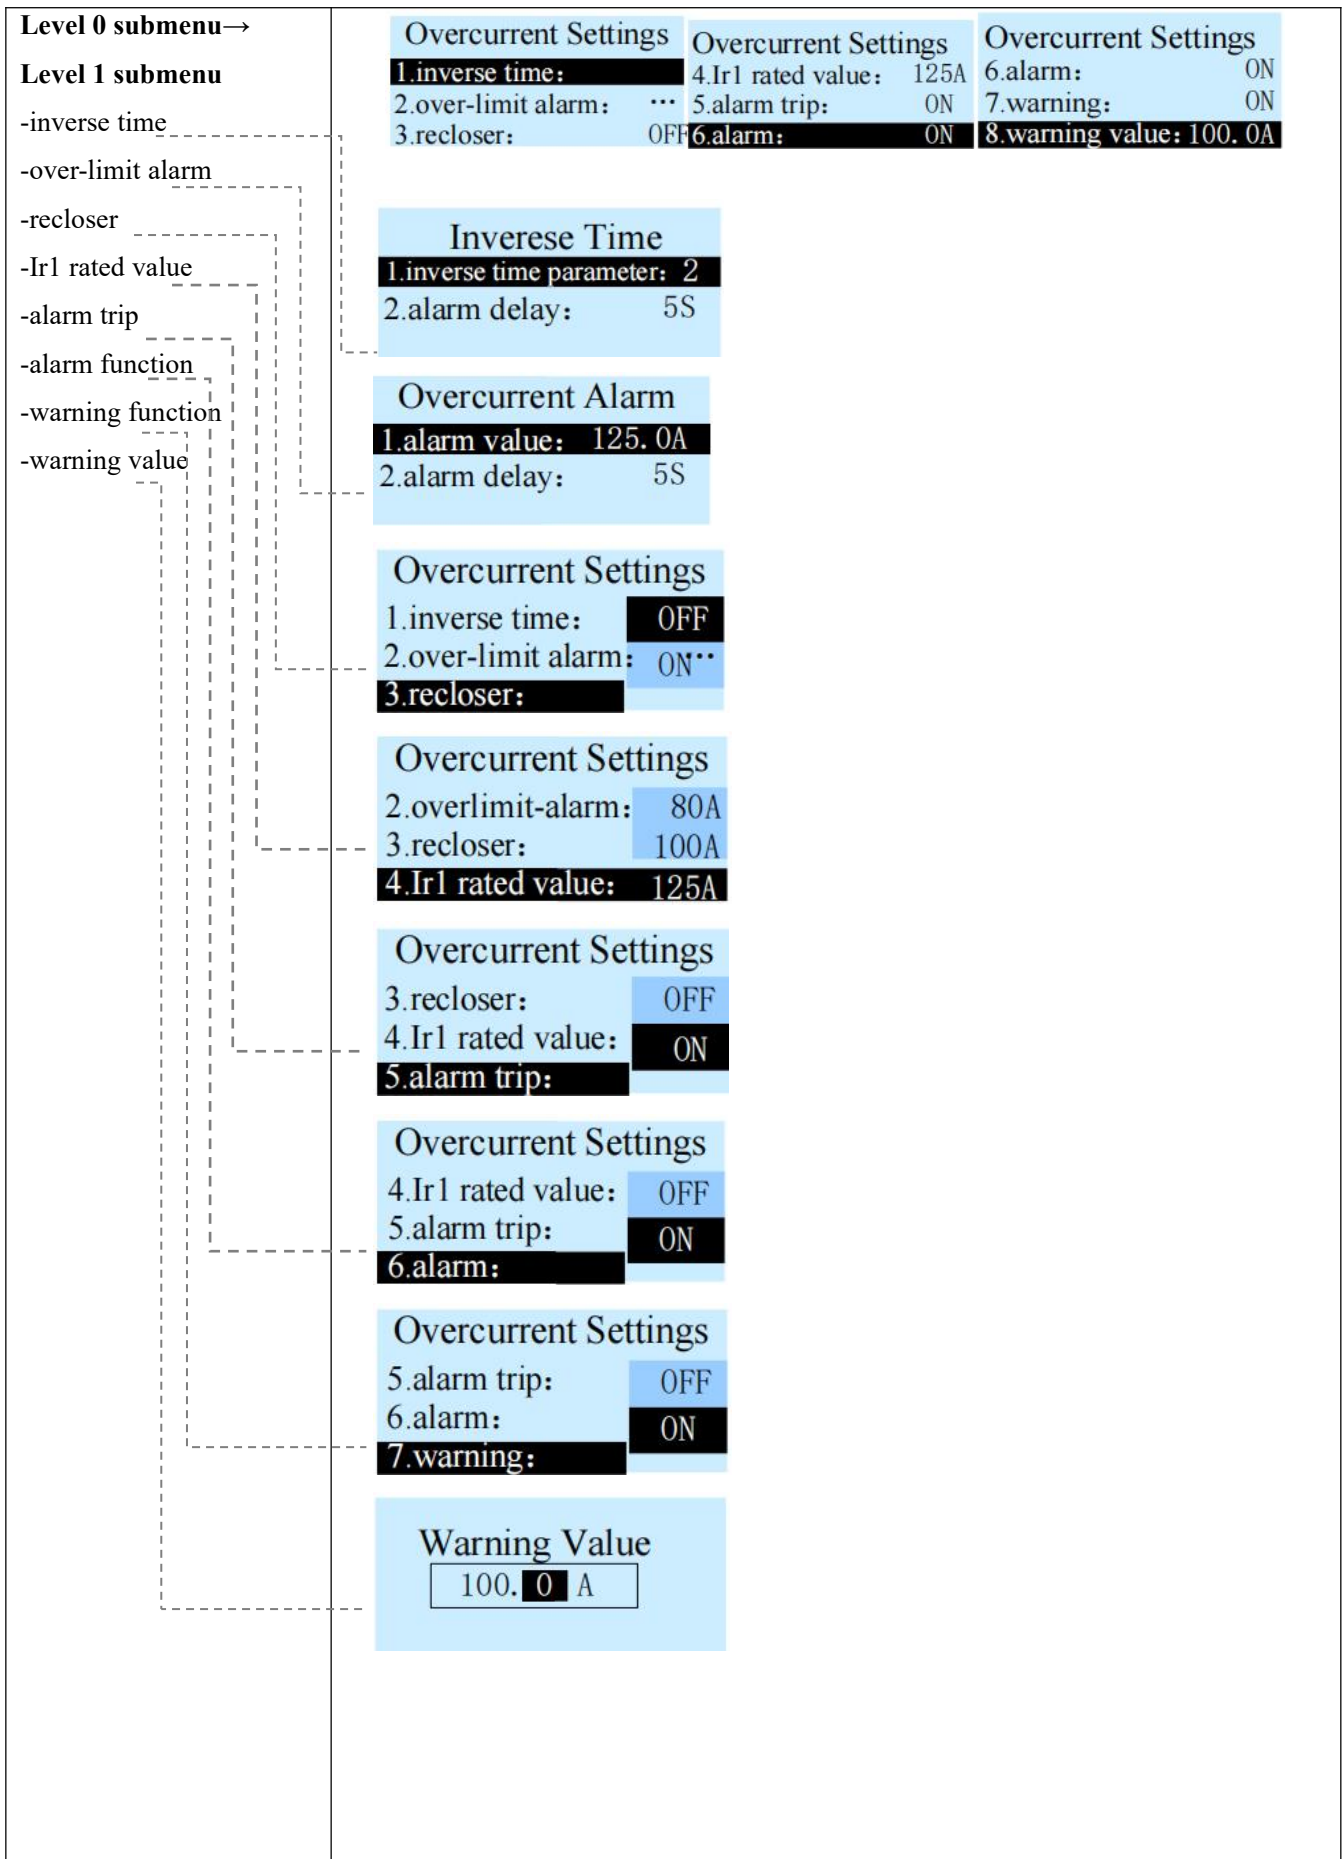 Level 0 submenu→
Level 1 submenu
-inverse time
-over-limit alarm
-recloser
-Ir1 rated value
-alarm trip
-alarm function
-warning function
-warning value
Overcurrent Settings
1.inverse time：
2.over-limit alarm： ···
3.recloser： OFF
Overcurrent Settings
4.Ir1 rated value： 125A
5.alarm trip： ON
6.alarm： ON
Overcurrent Settings
6.alarm： ON
7.warning： ON
8.warning value：100.0A
Inverese Time
1.inverse time parameter：2
2.alarm delay： 5S
Overcurrent Alarm
1.alarm value： 125.0A
2.alarm delay： 5S
Overcurrent Settings
1.inverse time： OFF
2.over-limit alarm： ON···
3.recloser：
Overcurrent Settings
2.overlimit-alarm： 80A
3.recloser： 100A
4.Ir1 rated value： 125A
Overcurrent Settings
3.recloser： OFF
4.Ir1 rated value： ON
5.alarm trip：
Overcurrent Settings
4.Ir1 rated value： OFF
5.alarm trip： ON
6.alarm：
Overcurrent Settings
5.alarm trip： OFF
6.alarm： ON
7.warning：
Warning Value
100.0 A